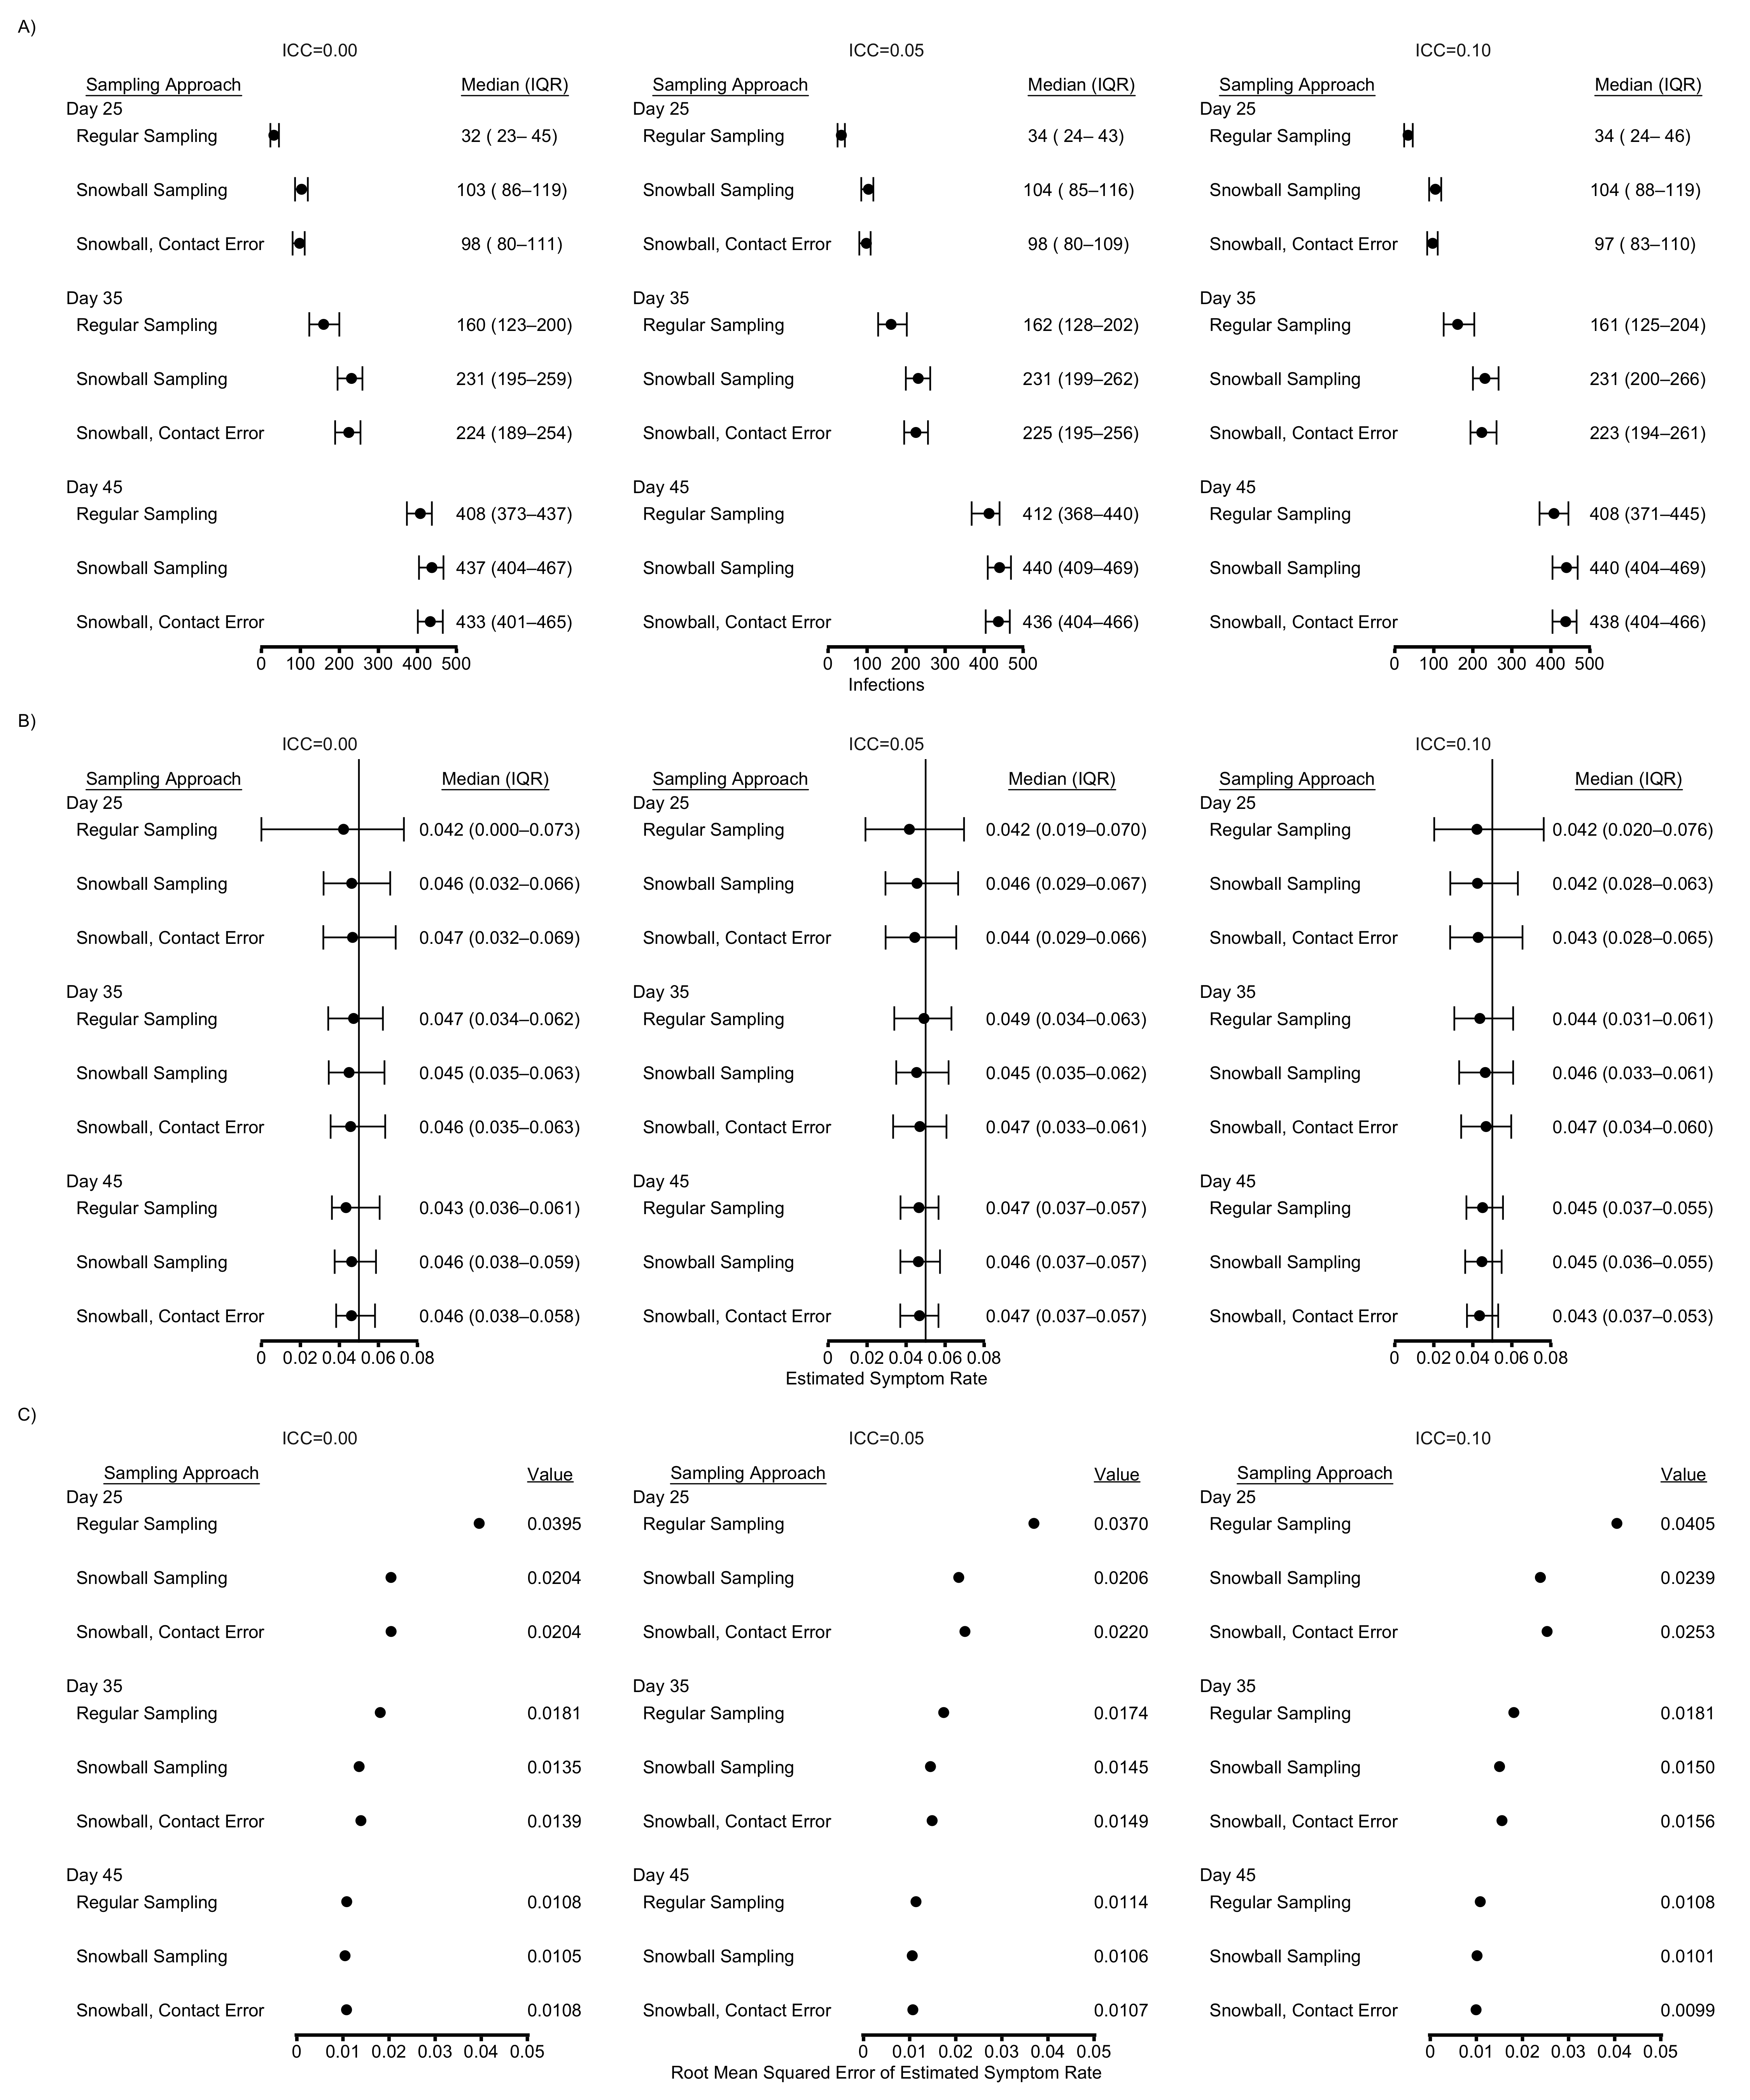 A)
ICC=0.00 ICC=0.05 ICC=0.10
Sampling Approach Median (IQR) Sampling Approach Median (IQR) Sampling Approach Median (IQR)
Day 25 Day 25 Day 25
Regular Sampling 32 ( 23– 45) Regular Sampling 34 ( 24– 43) Regular Sampling 34 ( 24– 46)
Snowball Sampling 103 ( 86–119) Snowball Sampling 104 ( 85–116) Snowball Sampling 104 ( 88–119)
Snowball, Contact Error 98 ( 80–111) Snowball, Contact Error 98 ( 80–109) Snowball, Contact Error 97 ( 83–110)
Day 35 Day 35 Day 35
Regular Sampling 160 (123–200) Regular Sampling 162 (128–202) Regular Sampling 161 (125–204)
Snowball Sampling 231 (195–259) Snowball Sampling 231 (199–262) Snowball Sampling 231 (200–266)
Snowball, Contact Error 224 (189–254) Snowball, Contact Error 225 (195–256) Snowball, Contact Error 223 (194–261)
Day 45 Day 45 Day 45
Regular Sampling 408 (373–437) Regular Sampling 412 (368–440) Regular Sampling 408 (371–445)
Snowball Sampling 437 (404–467) Snowball Sampling 440 (409–469) Snowball Sampling 440 (404–469)
Snowball, Contact Error 433 (401–465) Snowball, Contact Error 436 (404–466) Snowball, Contact Error 438 (404–466)
0 100 200 300 400 500 0 100 200 300 400 500 0 100 200 300 400 500
Infections
B)
ICC=0.00 ICC=0.05 ICC=0.10
Sampling Approach Median (IQR) Sampling Approach Median (IQR) Sampling Approach Median (IQR)
Day 25 Day 25 Day 25
Regular Sampling 0.042 (0.000–0.073) Regular Sampling 0.042 (0.019–0.070) Regular Sampling 0.042 (0.020–0.076)
Snowball Sampling 0.046 (0.032–0.066) Snowball Sampling 0.046 (0.029–0.067) Snowball Sampling 0.042 (0.028–0.063)
Snowball, Contact Error 0.047 (0.032–0.069) Snowball, Contact Error 0.044 (0.029–0.066) Snowball, Contact Error 0.043 (0.028–0.065)
Day 35 Day 35 Day 35
Regular Sampling 0.047 (0.034–0.062) Regular Sampling 0.049 (0.034–0.063) Regular Sampling 0.044 (0.031–0.061)
Snowball Sampling 0.045 (0.035–0.063) Snowball Sampling 0.045 (0.035–0.062) Snowball Sampling 0.046 (0.033–0.061)
Snowball, Contact Error 0.046 (0.035–0.063) Snowball, Contact Error 0.047 (0.033–0.061) Snowball, Contact Error 0.047 (0.034–0.060)
Day 45 Day 45 Day 45
Regular Sampling 0.043 (0.036–0.061) Regular Sampling 0.047 (0.037–0.057) Regular Sampling 0.045 (0.037–0.055)
Snowball Sampling 0.046 (0.038–0.059) Snowball Sampling 0.046 (0.037–0.057) Snowball Sampling 0.045 (0.036–0.055)
Snowball, Contact Error 0.046 (0.038–0.058) Snowball, Contact Error 0.047 (0.037–0.057) Snowball, Contact Error 0.043 (0.037–0.053)
0 0.02 0.04 0.06 0.08 0 0.02 0.04 0.06 0.08 0 0.02 0.04 0.06 0.08
Estimated Symptom Rate
C)
ICC=0.00 ICC=0.05 ICC=0.10
Sampling Approach Value Sampling Approach Value Sampling Approach Value
Day 25 Day 25 Day 25
Regular Sampling 0.0395 Regular Sampling 0.0370 Regular Sampling 0.0405
Snowball Sampling 0.0204 Snowball Sampling 0.0206 Snowball Sampling 0.0239
Snowball, Contact Error 0.0204 Snowball, Contact Error 0.0220 Snowball, Contact Error 0.0253
Day 35 Day 35 Day 35
Regular Sampling 0.0181 Regular Sampling 0.0174 Regular Sampling 0.0181
Snowball Sampling 0.0135 Snowball Sampling 0.0145 Snowball Sampling 0.0150
Snowball, Contact Error 0.0139 Snowball, Contact Error 0.0149 Snowball, Contact Error 0.0156
Day 45 Day 45 Day 45
Regular Sampling 0.0108 Regular Sampling 0.0114 Regular Sampling 0.0108
Snowball Sampling 0.0105 Snowball Sampling 0.0106 Snowball Sampling 0.0101
Snowball, Contact Error 0.0108 Snowball, Contact Error 0.0107 Snowball, Contact Error 0.0099
0 0.01 0.02 0.03 0.04 0.05 0 0.01 0.02 0.03 0.04 0.05 0 0.01 0.02 0.03 0.04 0.05
Root Mean Squared Error of Estimated Symptom Rate